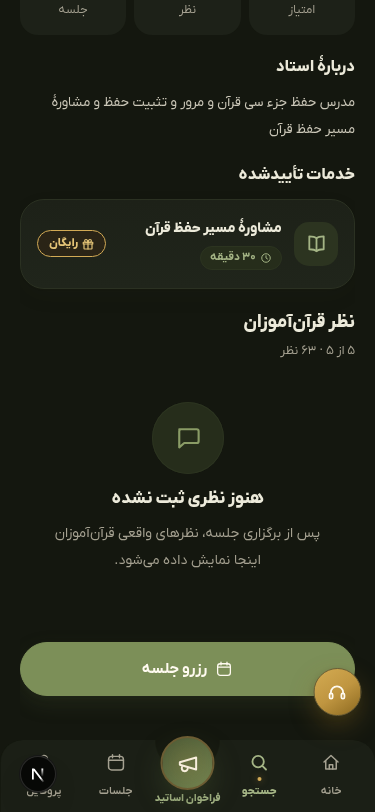 امتیاز
نظر
جلسه
دربارهٔ استاد
مدرس حفظ جزء سی قرآن و مرور و تثبیت حفظ و مشاورهٔ
مسیر حفظ قرآن
خدمات تأییدشده
مشاورهٔ مسیر حفظ قرآن
۳۰ دقیقه
رایگان
نظر قرآن‌آموزان
۵ از ۵ · ۶۳ نظر
هنوز نظری ثبت نشده
پس از برگزاری جلسه، نظرهای واقعی قرآن‌آموزان
اینجا نمایش داده می‌شود.
رزرو جلسه
خانه
جستجو
فراخوان اساتید
جلسات
N